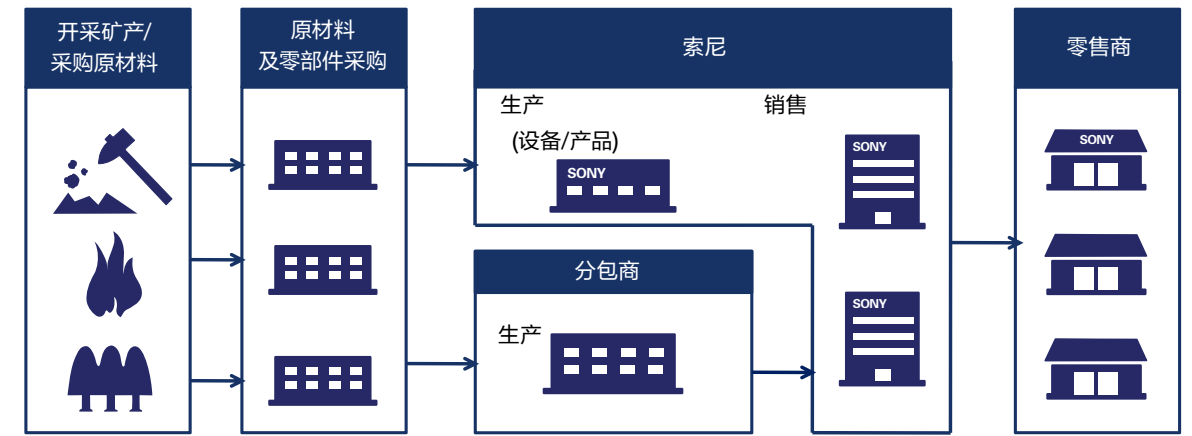 开采矿产/
采购原材料
原材料
及零部件采购
索尼
生产
(设备/产品)
SONY
销售
SONY
SONY
分包商
生产
零售商
SONY